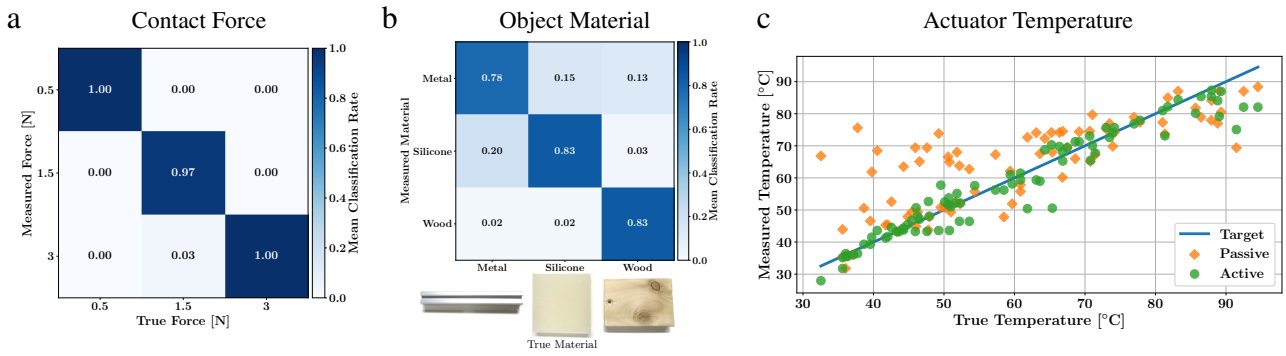 a
Contact Force
Measured Force [N]
0.5
1.5
3
1.00
0.00
0.00
0.00
0.97
0.00
0.00
0.03
1.00
0.5
1.5
3
True Force [N]
1.0
0.8
0.6
0.4
0.2
0.0
Mean Classification Rate
b
Object Material
Measured Material
Metal
Silicone
Wood
0.78
0.15
0.13
0.20
0.83
0.03
0.02
0.02
0.83
Metal
Silicone
Wood
True Material
1.0
0.8
0.6
0.4
0.2
0.0
Mean Classification Rate
c
Actuator Temperature
Measured Temperature [°C]
90
80
70
60
50
40
30
30
40
50
60
70
80
90
True Temperature [°C]
Target
Passive
Active